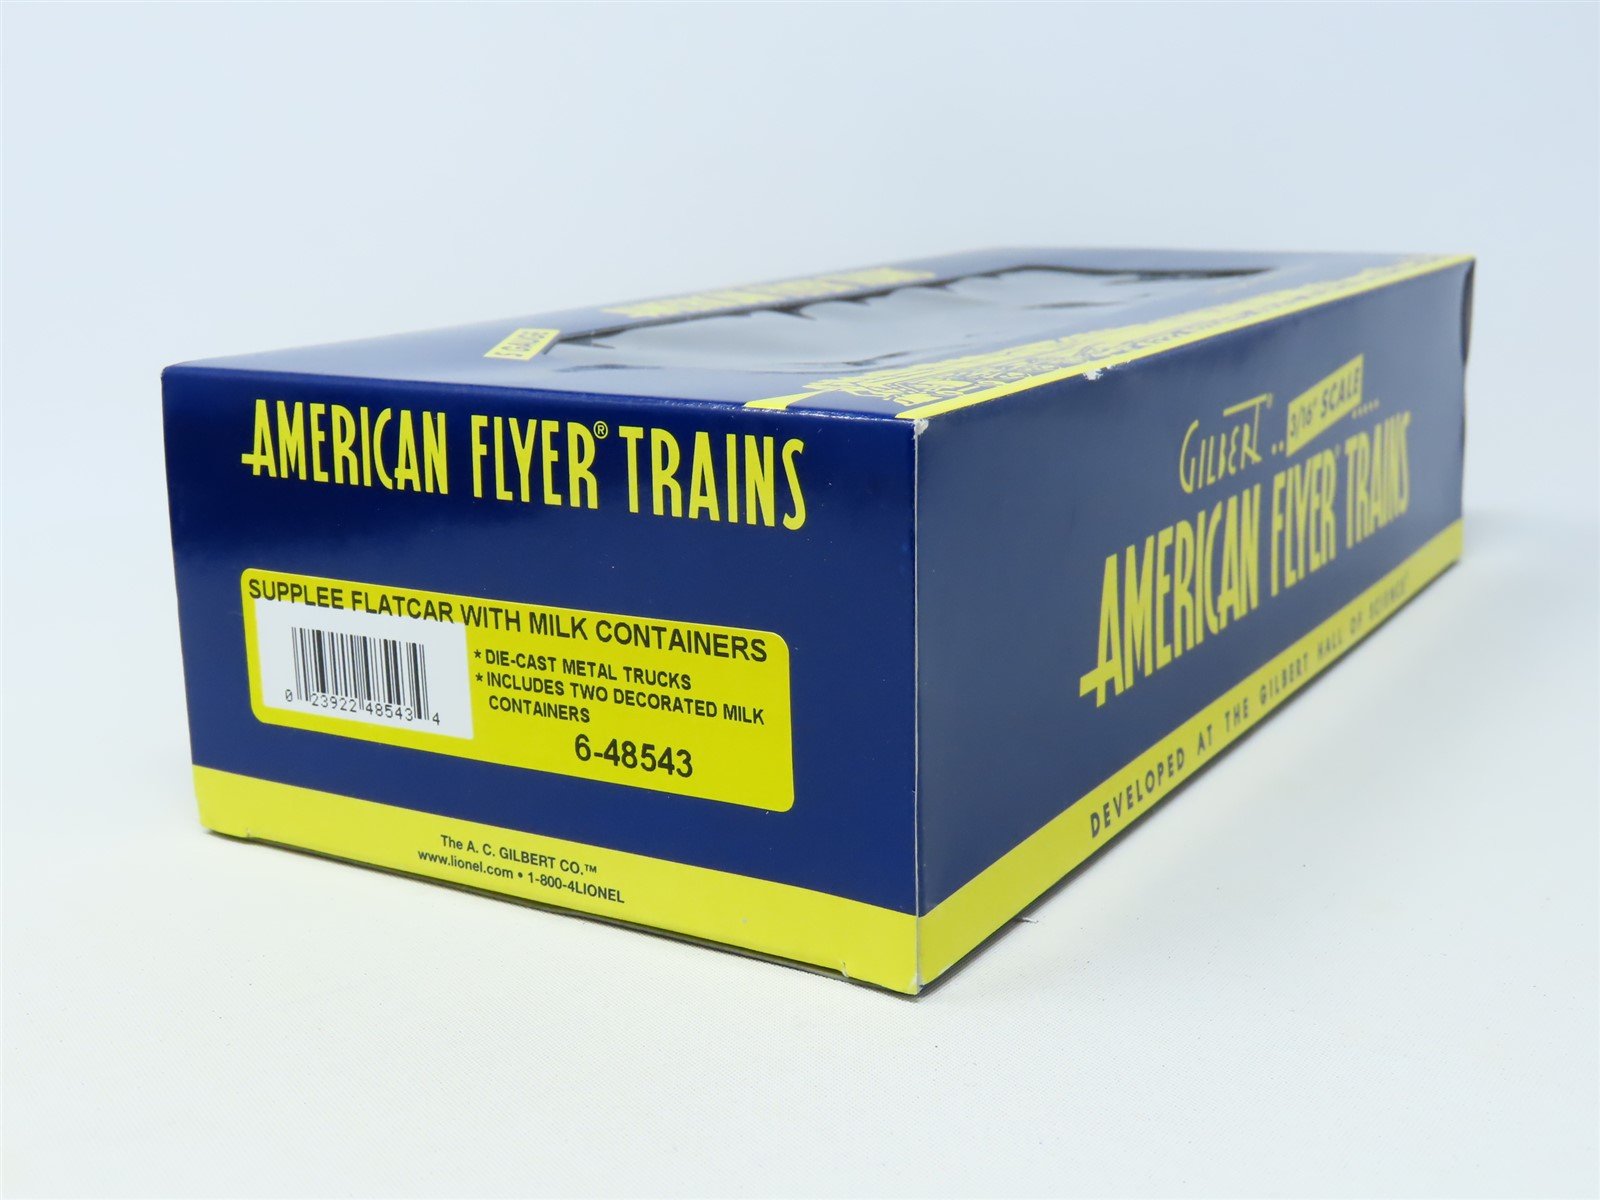 S GAUGE
AMERICAN FLYER® TRAINS
SUPPLEE FLATCAR WITH MILK CONTAINERS
* DIE-CAST METAL TRUCKS
* INCLUDES TWO DECORATED MILK
CONTAINERS
0 23922 48543 4
6-48543
The A. C. GILBERT CO.™
www.lionel.com • 1-800-4LIONEL
GILBERT® .. 3/16" SCALE
AMERICAN FLYER® TRAINS
DEVELOPED AT THE GILBERT HALL OF SCIENCE